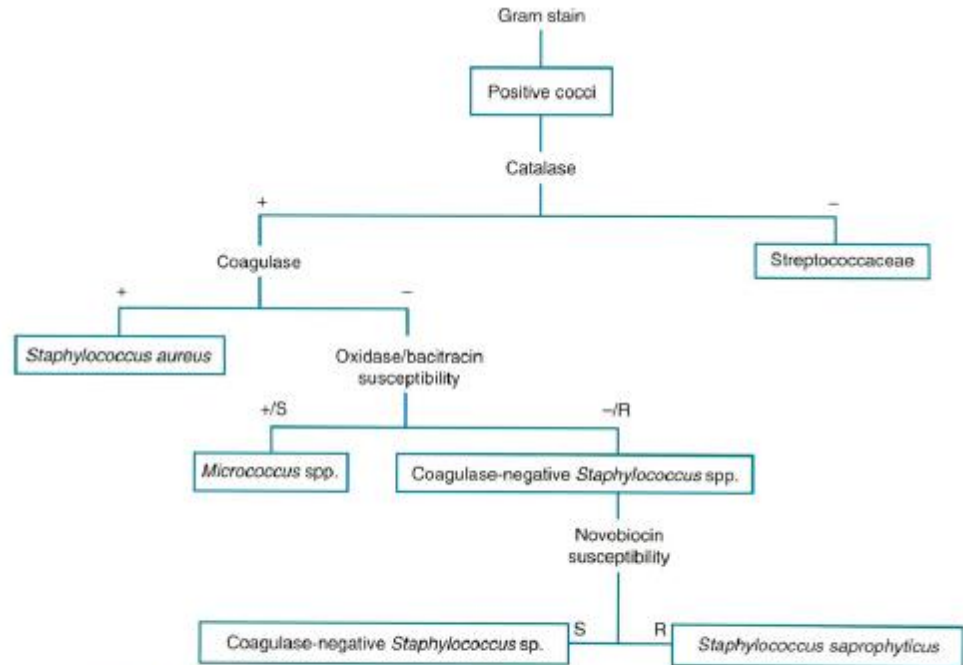 Gram stain
Positive cocci
Catalase
+
–
Coagulase
Streptococcaceae
+
–
Staphylococcus aureus
Oxidase/bacitracin
susceptibility
+/S
–/R
Micrococcus spp.
Coagulase-negative Staphylococcus spp.
Novobiocin
susceptibility
Coagulase-negative Staphylococcus sp.
S
R
Staphylococcus saprophyticus